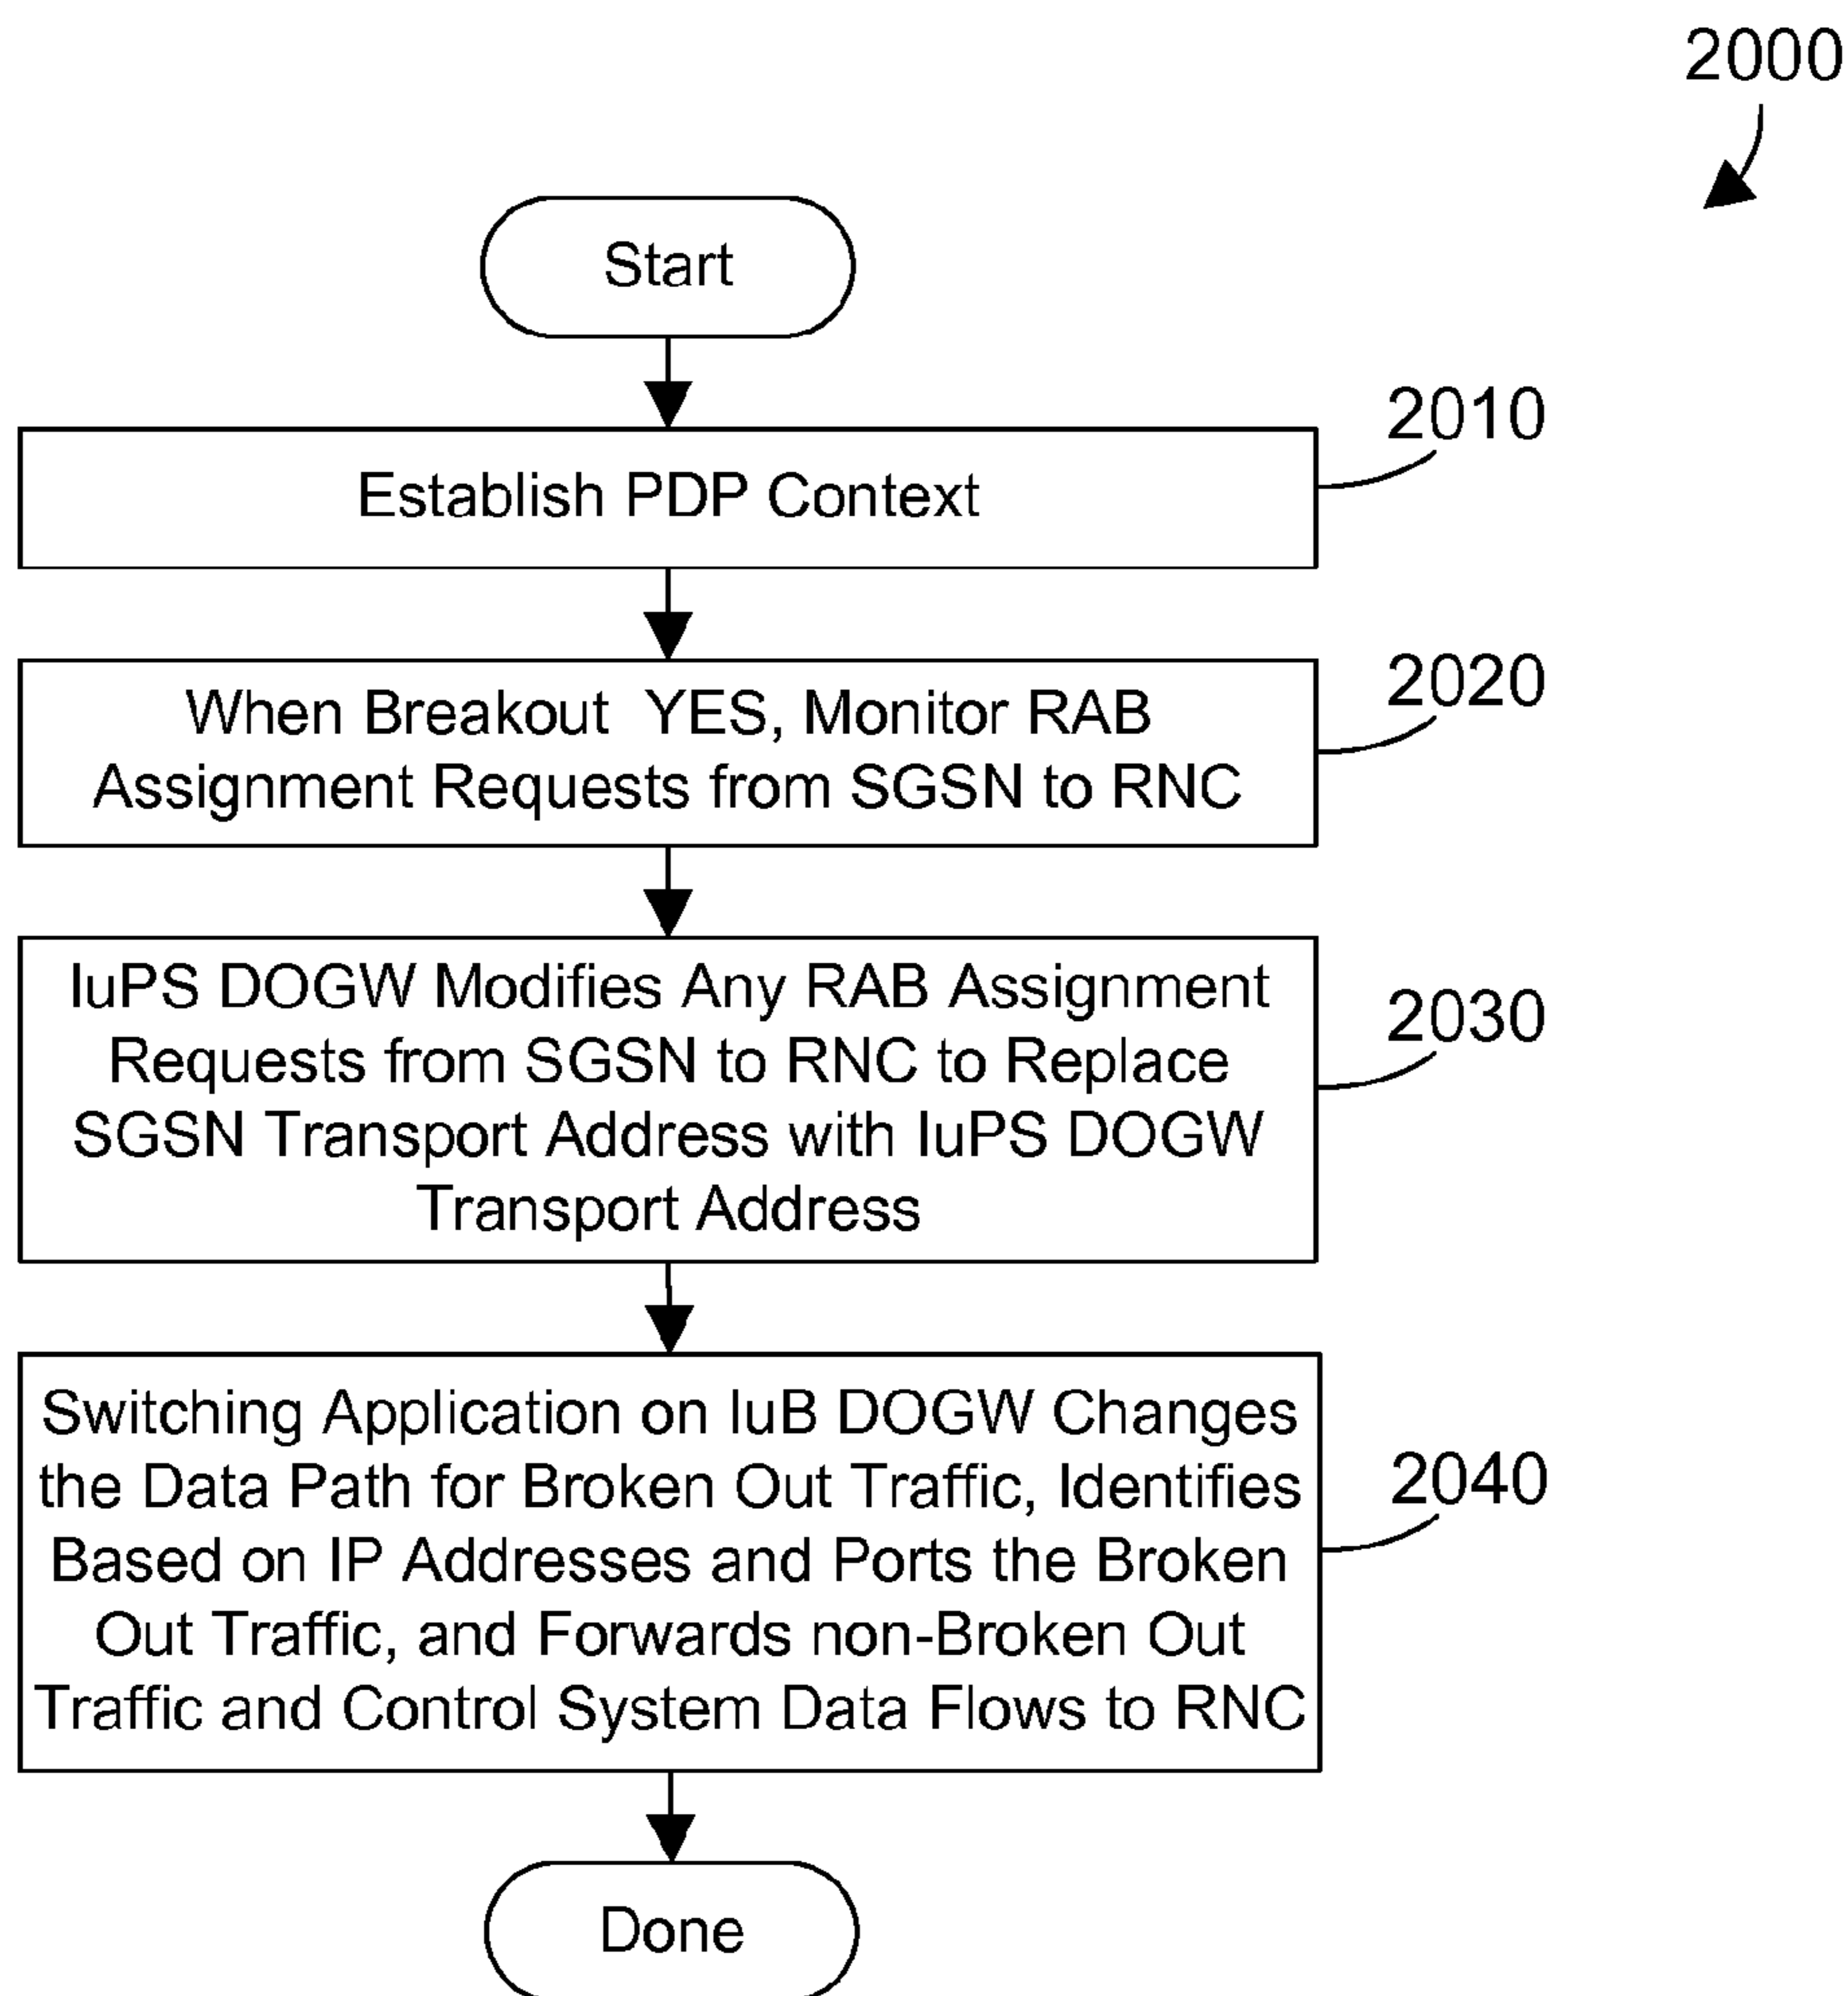 2000
Start
2010
Establish PDP Context
2020
When Breakout YES, Monitor RAB
Assignment Requests from SGSN to RNC
2030
IuPS DOGW Modifies Any RAB Assignment
Requests from SGSN to RNC to Replace
SGSN Transport Address with IuPS DOGW
Transport Address
2040
Switching Application on IuB DOGW Changes
the Data Path for Broken Out Traffic, Identifies
Based on IP Addresses and Ports the Broken
Out Traffic, and Forwards non-Broken Out
Traffic and Control System Data Flows to RNC
Done